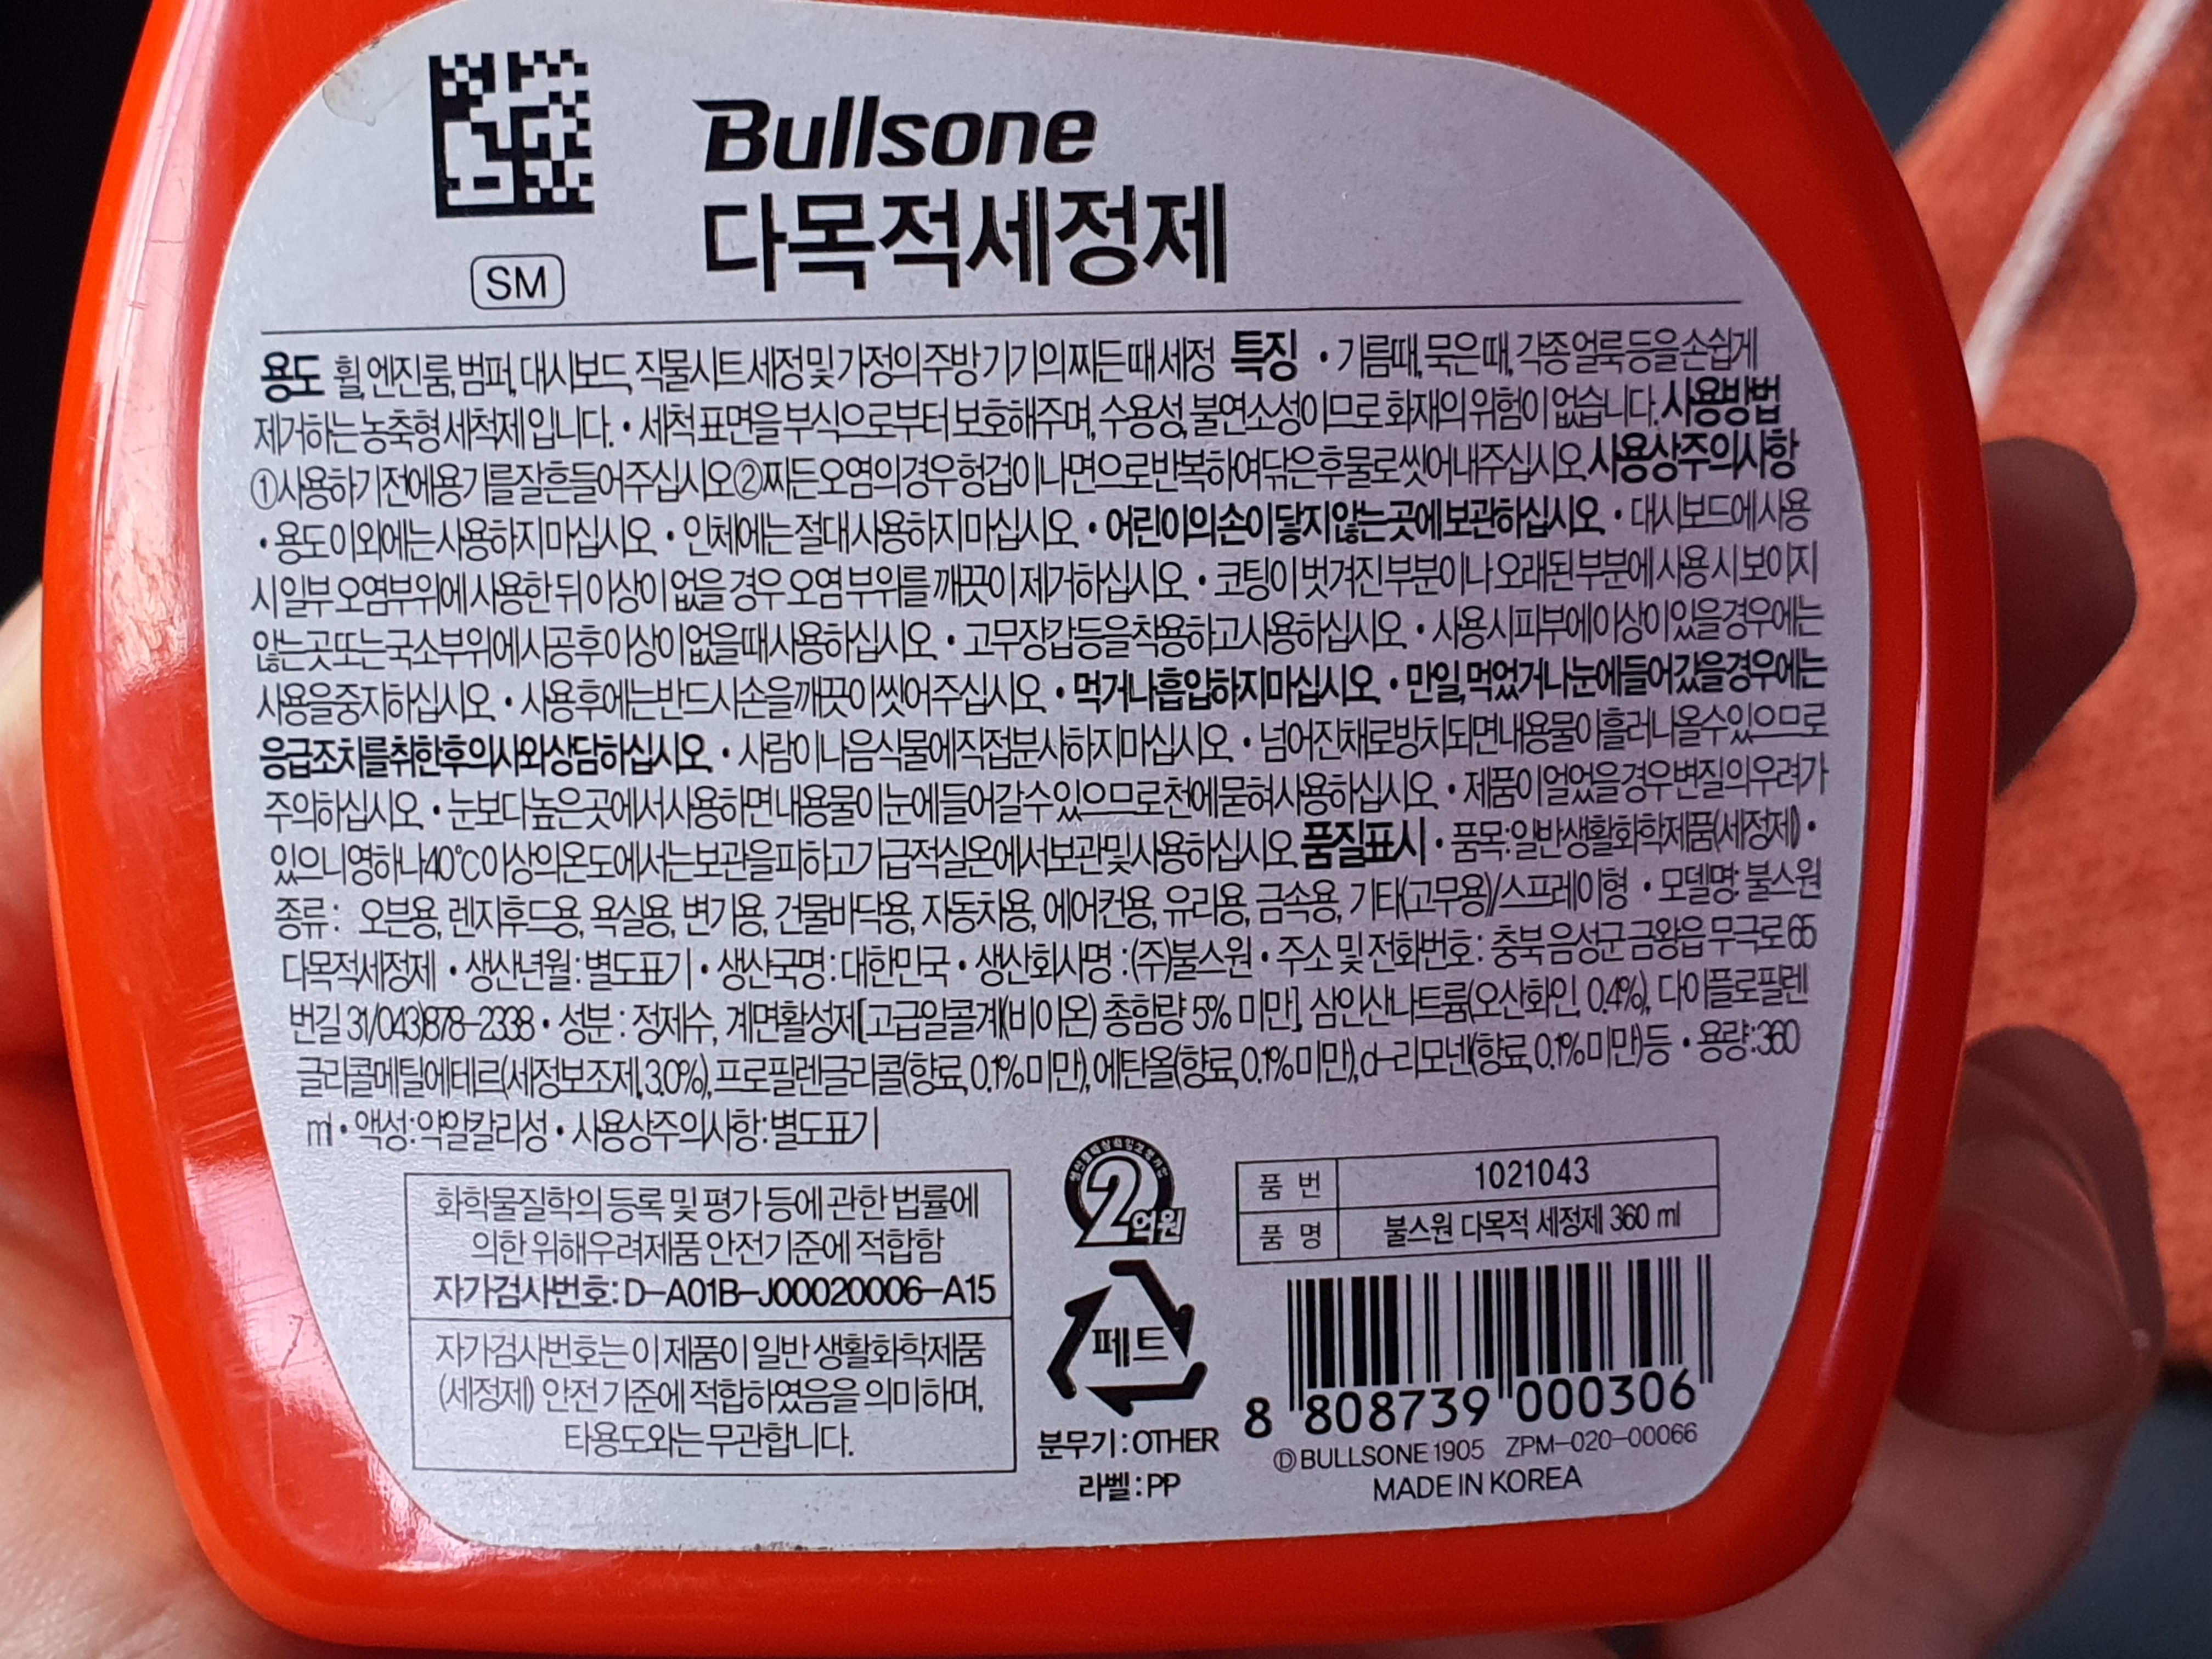 Bullsone
다목적세정제
SM
용도 휠, 엔진룸, 범퍼, 대시보드, 직물시트 세정 및 가정의 주방 기기의 찌든 때 세정 특징 • 기름때, 묵은 때, 각종 얼룩 등을 손쉽게
제거하는 농축형 세척제 입니다. • 세척 표면을 부식으로부터 보호해주며, 수용성, 불연소성이므로 화재의 위험이 없습니다. 사용방법
①사용하기 전에 용기를 잘 흔들어 주십시오 ②찌든 오염의 경우 헝겊이나 면으로 반복하여 닦은 후 물로 씻어내 주십시오. 사용상주의사항
• 용도 이외에는 사용하지 마십시오. • 인체에는 절대 사용하지 마십시오. • 어린이의 손이 닿지 않는 곳에 보관하십시오. • 대시보드에 사용
시 일부 오염부위에 사용한 뒤 이상이 없을 경우 오염 부위를 깨끗이 제거하십시오. • 코팅이 벗겨진 부분이나 오래된 부분에 사용 시 보이지
않는 곳 또는 국소부위에 시공 후 이상이 없을 때 사용하십시오. • 고무장갑 등을 착용하고 사용하십시오. • 사용 시 피부에 이상이 있을 경우에는
사용을 중지하십시오. • 사용 후에는 반드시 손을 깨끗이 씻어 주십시오. • 먹거나 흡입하지 마십시오. • 만일, 먹었거나 눈에 들어갔을 경우에는
응급조치를 취한 후 의사와 상담하십시오. • 사람이나 음식물에 직접 분사하지 마십시오. • 넘어진 채로 방치되면 내용물이 흘러나올 수 있으므로
주의하십시오. • 눈보다 높은 곳에서 사용하면 내용물이 눈에 들어갈 수 있으므로 천에 묻혀 사용하십시오. • 제품이 얼었을 경우 변질의 우려가
있으니 영하나 40℃ 이상의 온도에서는 보관을 피하고 기급적 실온에서 보관 및 사용하십시오. 품질표시 • 품목: 일반생활화학제품(세정제) •
종류 : 오븐용, 렌지후드용, 욕실용, 변기용, 건물바닥용, 자동차용, 에어컨용, 유리용, 금속용, 기타(고무용)/스프레이형 • 모델명: 불스원
다목적세정제 • 생산년월 : 별도표기 • 생산국명 : 대한민국 • 생산회사명 : (주)불스원 • 주소 및 전화번호 : 충북 음성군 금왕읍 무극로 65
번길 31/043)878-2338 • 성분 : 정제수, 계면활성제[고급알콜계(비이온) 총함량 5% 미만], 삼인산나트륨(오산화인, 0.4%), 다이플로필렌
글리콜메틸에테르(세정보조제, 3.0%), 프로필렌글리콜(향료, 0.1% 미만), 에탄올(향료, 0.1% 미만), d-리모넨(향료, 0.1% 미만) 등 • 용량 : 360
ml • 액성 : 약알칼리성 • 사용상주의사항 : 별도표기
화학물질학의 등록 및 평가 등에 관한 법률에
의한 위해우려제품 안전기준에 적합함
자가검사번호 : D-A01B-J00020006-A15
자가검사번호는 이 제품이 일반 생활화학제품
(세정제) 안전 기준에 적합하였음을 의미하며,
타용도와는 무관합니다.
2억원
페트
분무기 : OTHER
라벨 : PP
품 번 1021043
품 명 불스원 다목적 세정제 360 ml
8 808739 000306
Ⓓ BULLSONE 1905 ZPM-020-00066
MADE IN KOREA